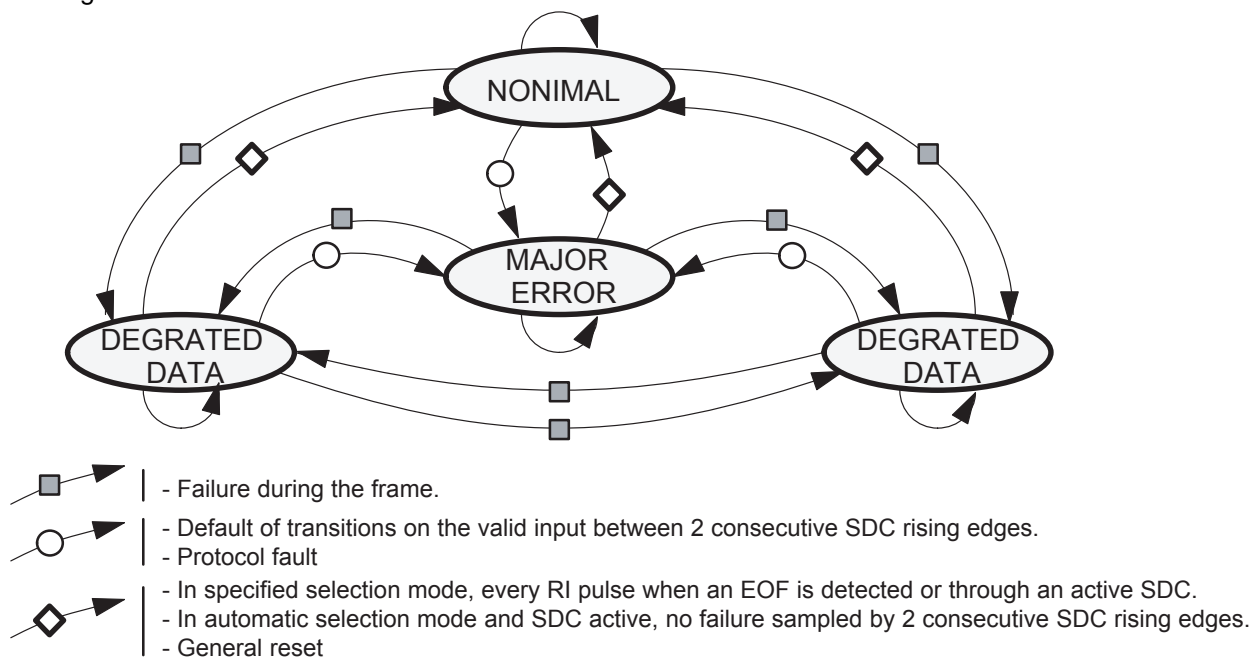 NONIMAL
MAJOR
ERROR
DEGRATED
DATA
DEGRATED
DATA
- Failure during the frame.
- Default of transitions on the valid input between 2 consecutive SDC rising edges.
- Protocol fault
- In specified selection mode, every RI pulse when an EOF is detected or through an active SDC.
- In automatic selection mode and SDC active, no failure sampled by 2 consecutive SDC rising edges.
- General reset